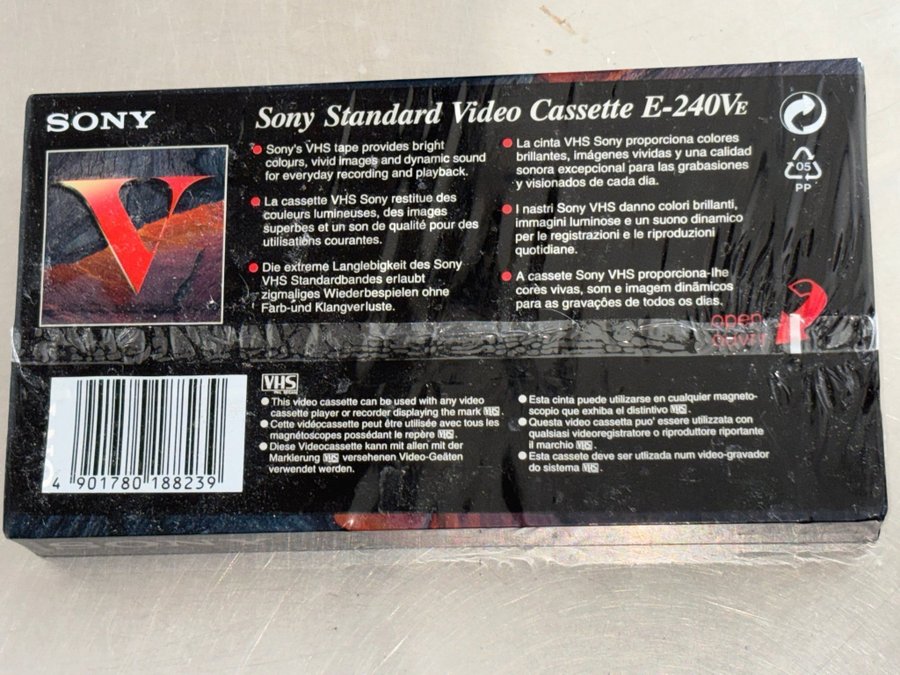 SONY
Sony Standard Video Cassette E-240VE
V
Sony's VHS tape provides bright
colours, vivid images and dynamic sound
for everyday recording and playback.
La cassette VHS Sony restitue des
couleurs lumineuses, des images
superbes et un son de qualité pour des
utilisations courantes.
Die extreme Langlebigkeit des Sony
VHS Standardbandes erlaubt
zigmaliges Wiederbespielen ohne
Farb-und Klangverluste.
La cinta VHS Sony proporciona colores
brillantes, imágenes vividas y una calidad
sonora excepcional para las grabasiones
y visionados de cada dia.
I nastri Sony VHS danno colori brillanti,
immagini luminose e un suono dinamico
per le registrazioni e le riproduzioni
quotidiane.
A cassete Sony VHS proporciona-lhe
cores vivas, som e imagem dinâmicos
para as gravações de todos os dias.
05
PP
open
ouvrir
4 901780 188239
VHS
This video cassette can be used with any video
cassette player or recorder displaying the mark VHS.
Cette vidéocassette peut être utilisée avec tous les
magnétoscopes possédant le repère VHS.
Diese Videocassette kann mit allen mit der
Markierung VHS versehenen Video-Geäten
verwendet werden.
Esta cinta puede utilizarse en cualquier magneto-
scopio que exhiba el distintivo VHS.
Questa video cassetta puo' essere utilizzata con
qualsiasi videoregistratore o riproduttore riportante
il marchio VHS.
Esta cassete deve ser utlizada num video-gravador
do sistema VHS.